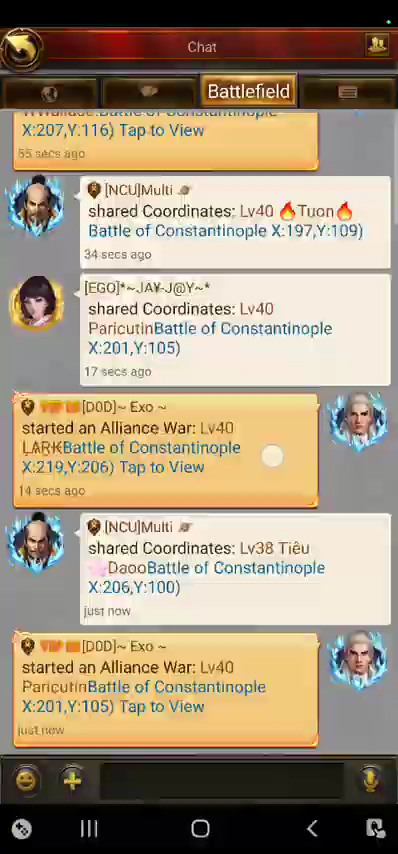 Chat
Battlefield
X:207,Y:116) Tap to View
55 secs ago
[NCU]Multi
shared Coordinates: Lv40 🔥Tuon🔥
Battle of Constantinople X:197,Y:109)
34 secs ago
[EGO]*~JA¥-J@Y~*
shared Coordinates: Lv40
ParicutinBattle of Constantinople
X:201,Y:105)
17 secs ago
[D0D]~ Exo ~
started an Alliance War: Lv40
Battle of Constantinople
X:219,Y:206) Tap to View
14 secs ago
[NCU]Multi
shared Coordinates: Lv38 Tiêu
🌸DaooBattle of Constantinople
X:206,Y:100)
just now
[D0D]~ Exo ~
started an Alliance War: Lv40
ParicutinBattle of Constantinople
X:201,Y:105) Tap to View
just now